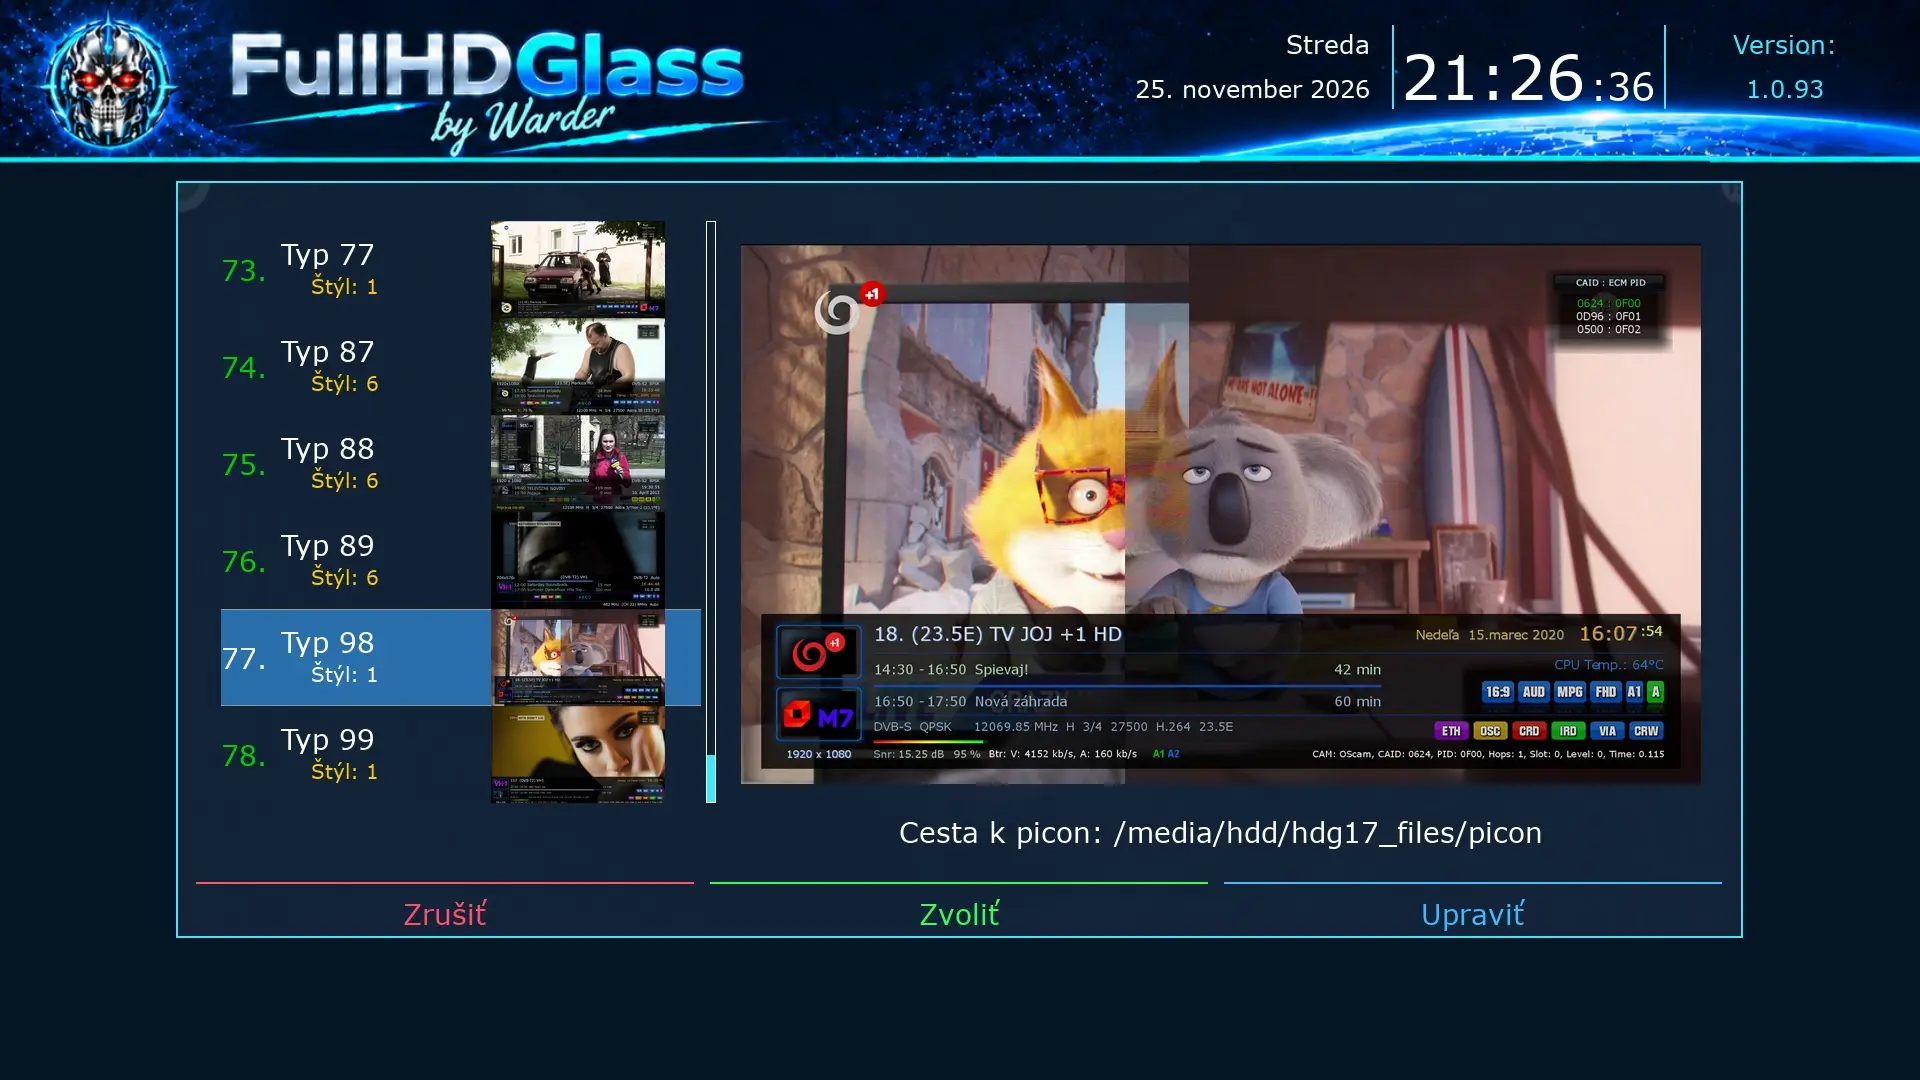 FullHDGlass
by Warder
Streda
25. november 2026
21:26:36
Version:
1.0.93
73. Typ 77
Štýl: 1
74. Typ 87
Štýl: 6
75. Typ 88
Štýl: 6
76. Typ 89
Štýl: 6
77. Typ 98
Štýl: 1
78. Typ 99
Štýl: 1
+1
CAID : ECM PID
0624 : 0F00
0D96 : 0F01
0500 : 0F02
WE ARE NOT ALONE
+1
18. (23.5E) TV JOJ +1 HD
Nedeľa 15.marec 2020 16:07:54
14:30 - 16:50 Spievaj! 42 min
CPU Temp.: 64°C
16:9 AUD MPG FHD A1 A
M7
16:50 - 17:50 Nová záhrada 60 min
DVB-S QPSK 12069.85 MHz H 3/4 27500 H.264 23.5E
ETH OSC CRD IRD VIA CRW
1920 x 1080 Snr: 15.25 dB 95 % Btr: V: 4152 kb/s, A: 160 kb/s A1 A2
CAM: OScam, CAID: 0624, PID: 0F00, Hops: 1, Slot: 0, Level: 0, Time: 0.115
Cesta k picon: /media/hdd/hdg17_files/picon
Zrušiť
Zvoliť
Upraviť